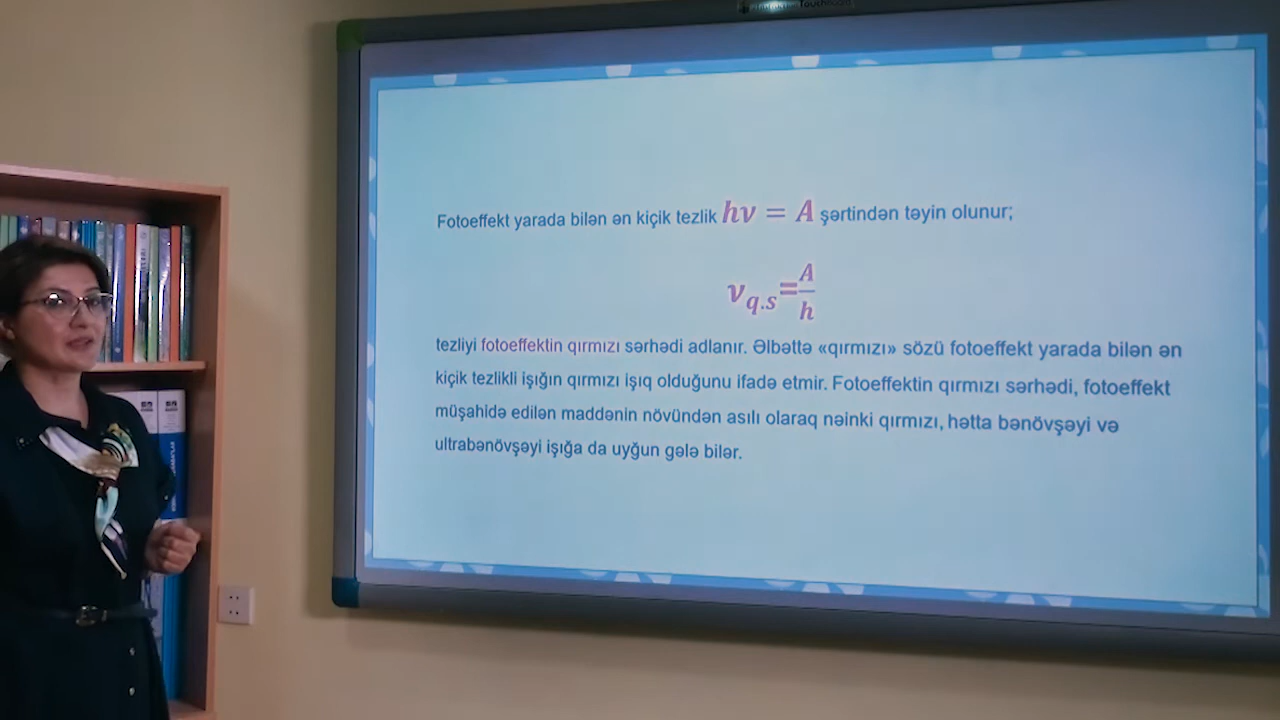 Fotoeffekt yarada bilən ən kiçik tezlik hν = A şərtindən təyin olunur;
ν_q.s = A/h
tezliyi fotoeffektin qırmızı sərhədi adlanır. Əlbəttə «qırmızı» sözü fotoeffekt yarada bilən ən
kiçik tezlikli işığın qırmızı işıq olduğunu ifadə etmir. Fotoeffektin qırmızı sərhədi, fotoeffekt
müşahidə edilən maddənin növündən asılı olaraq nəinki qırmızı, hətta bənövşəyi və
ultrabənövşəyi işığa da uyğun gələ bilər.